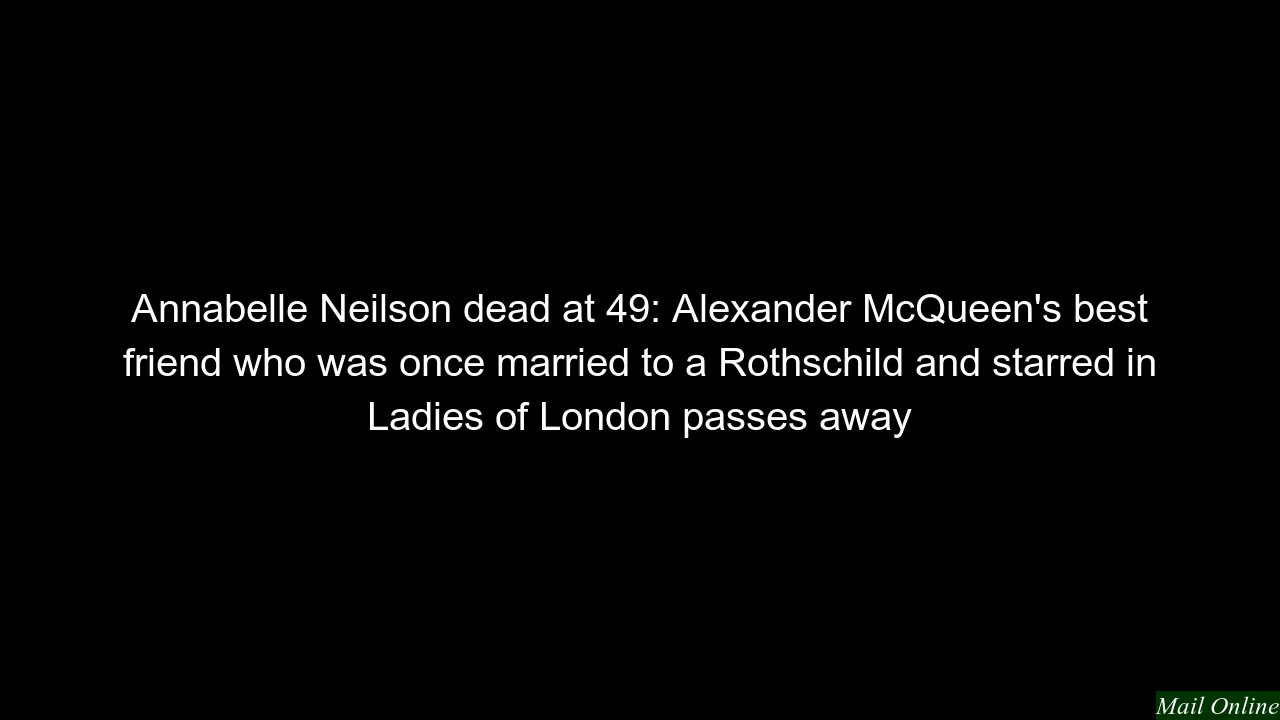 Annabelle Neilson dead at 49: Alexander McQueen's best
friend who was once married to a Rothschild and starred in
Ladies of London passes away
Mail Online